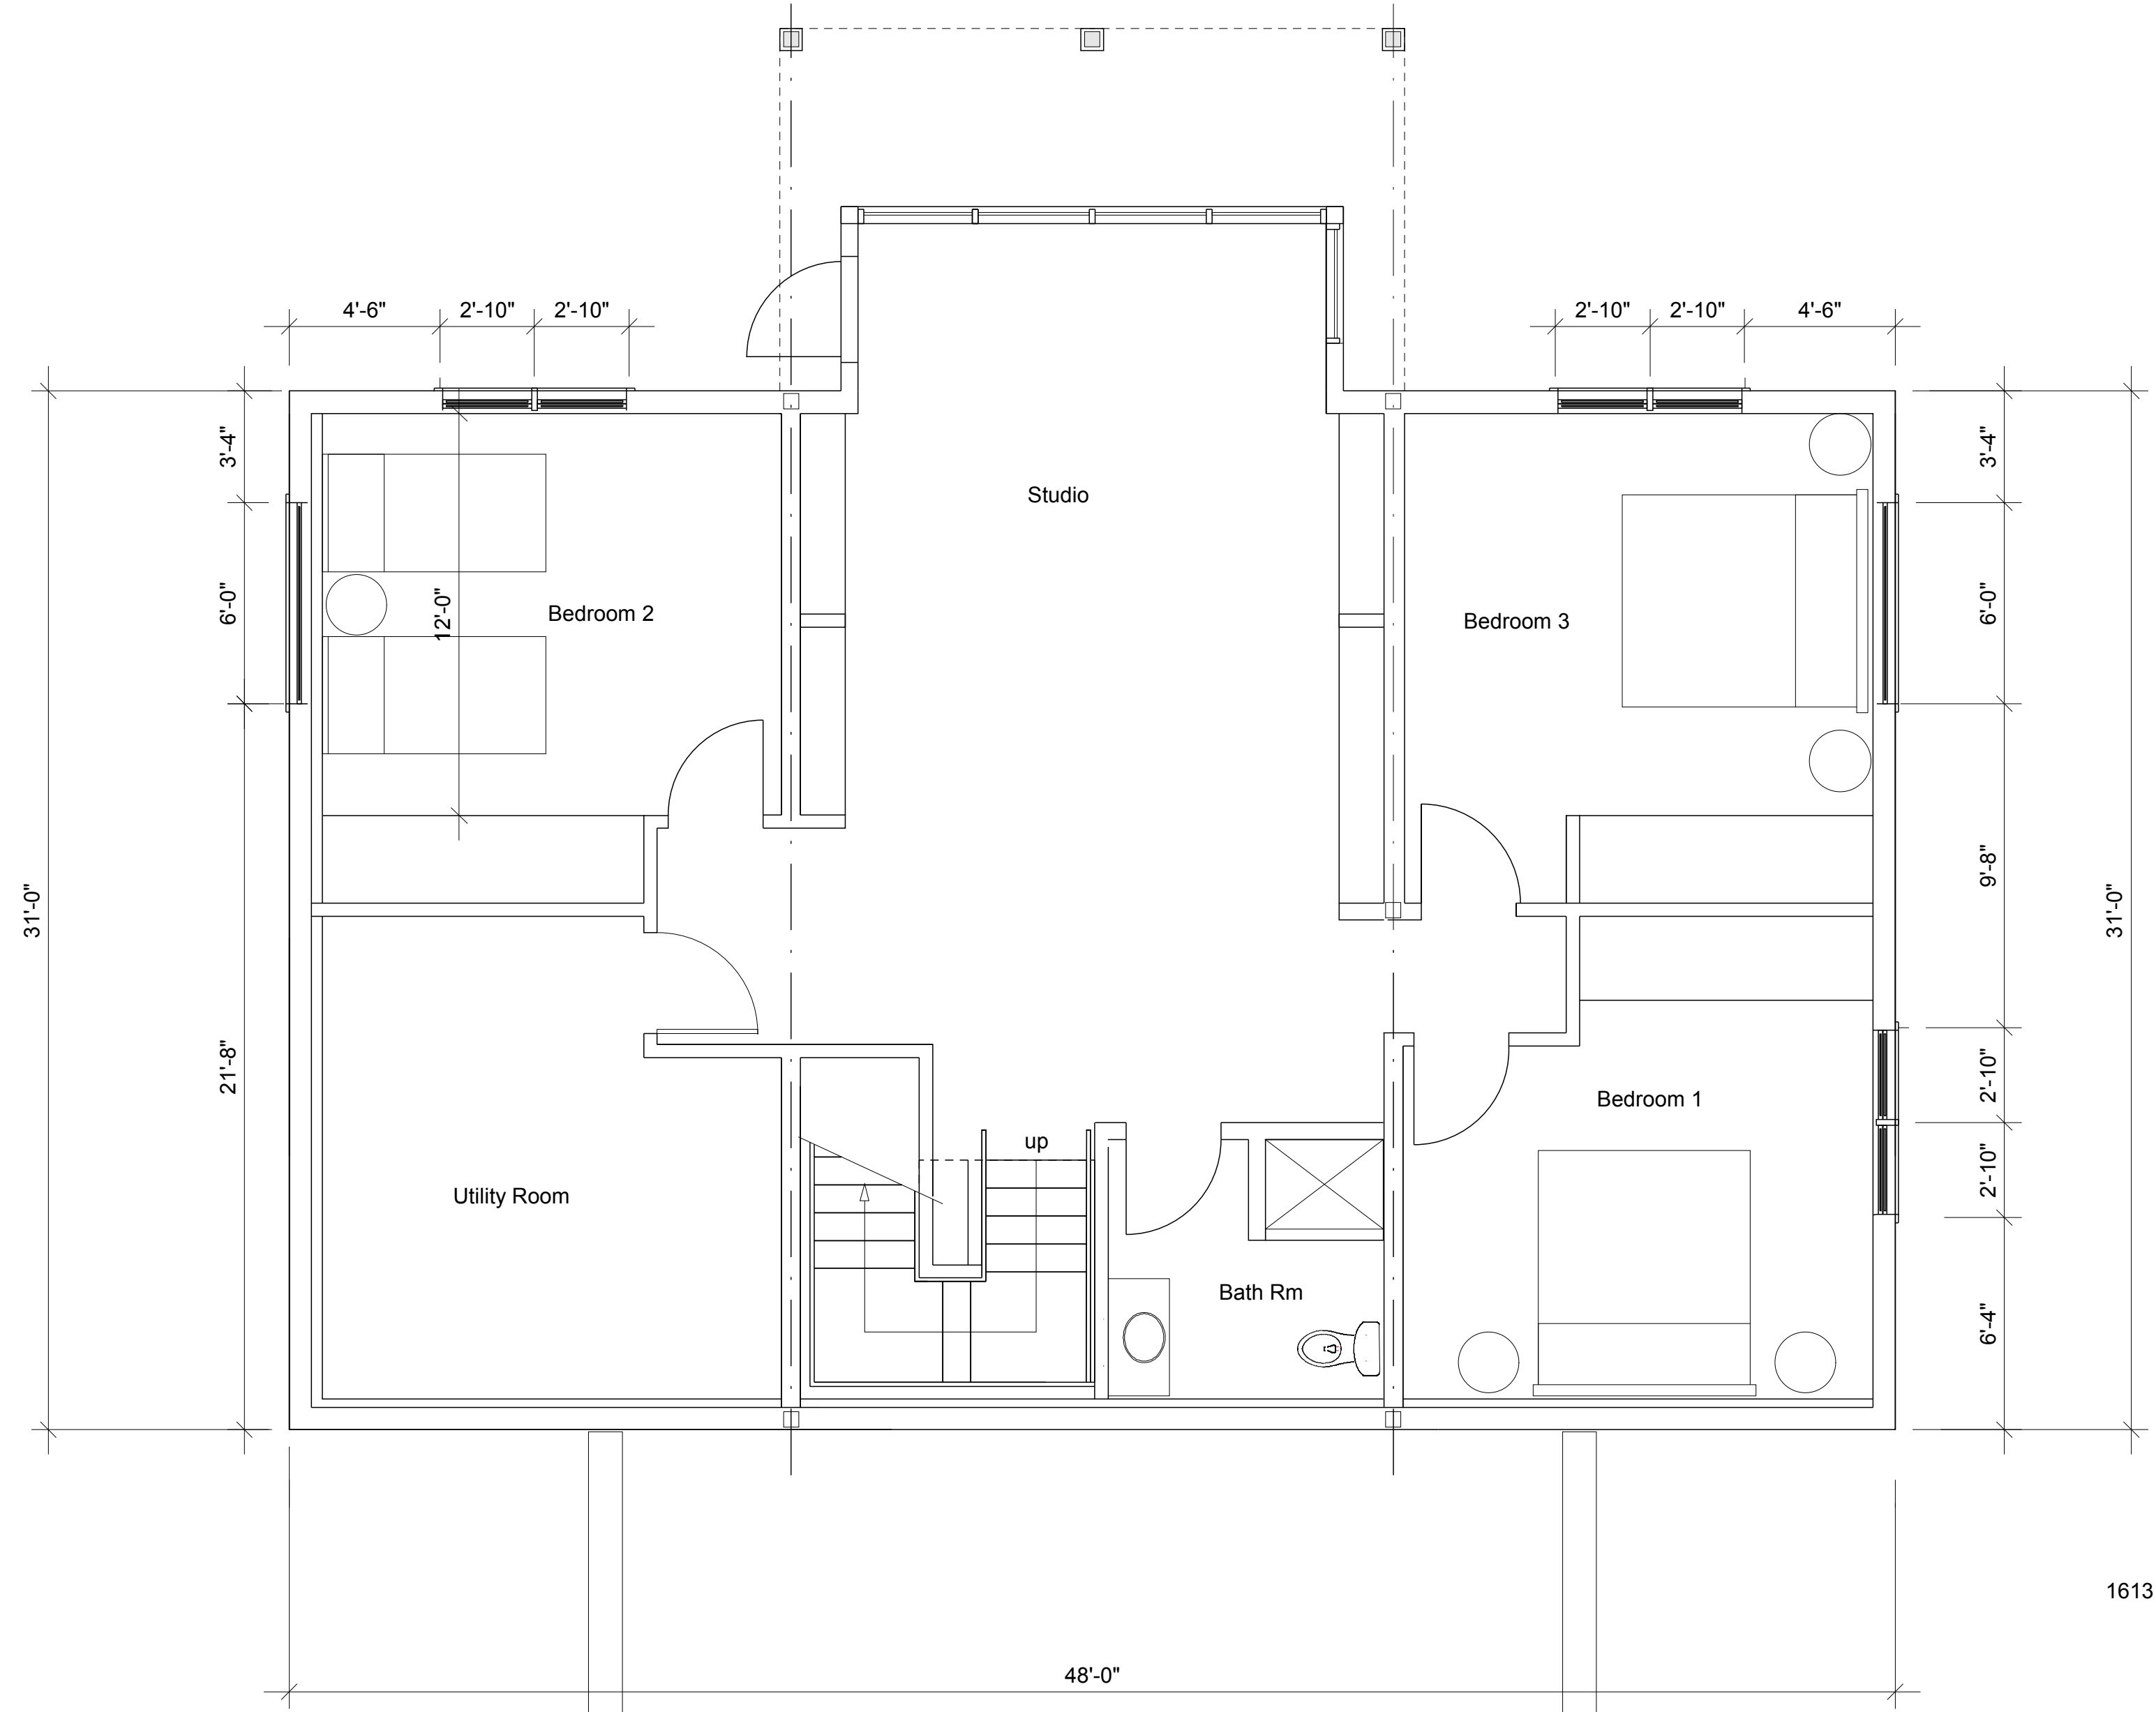 4'-6"
2'-10"
2'-10"
2'-10"
2'-10"
4'-6"
3'-4"
3'-4"
Studio
6'-0"
12'-0"
Bedroom 2
Bedroom 3
6'-0"
31'-0"
9'-8"
31'-0"
21'-8"
2'-10"
Bedroom 1
up
2'-10"
Utility Room
Bath Rm
6'-4"
1613
48'-0"